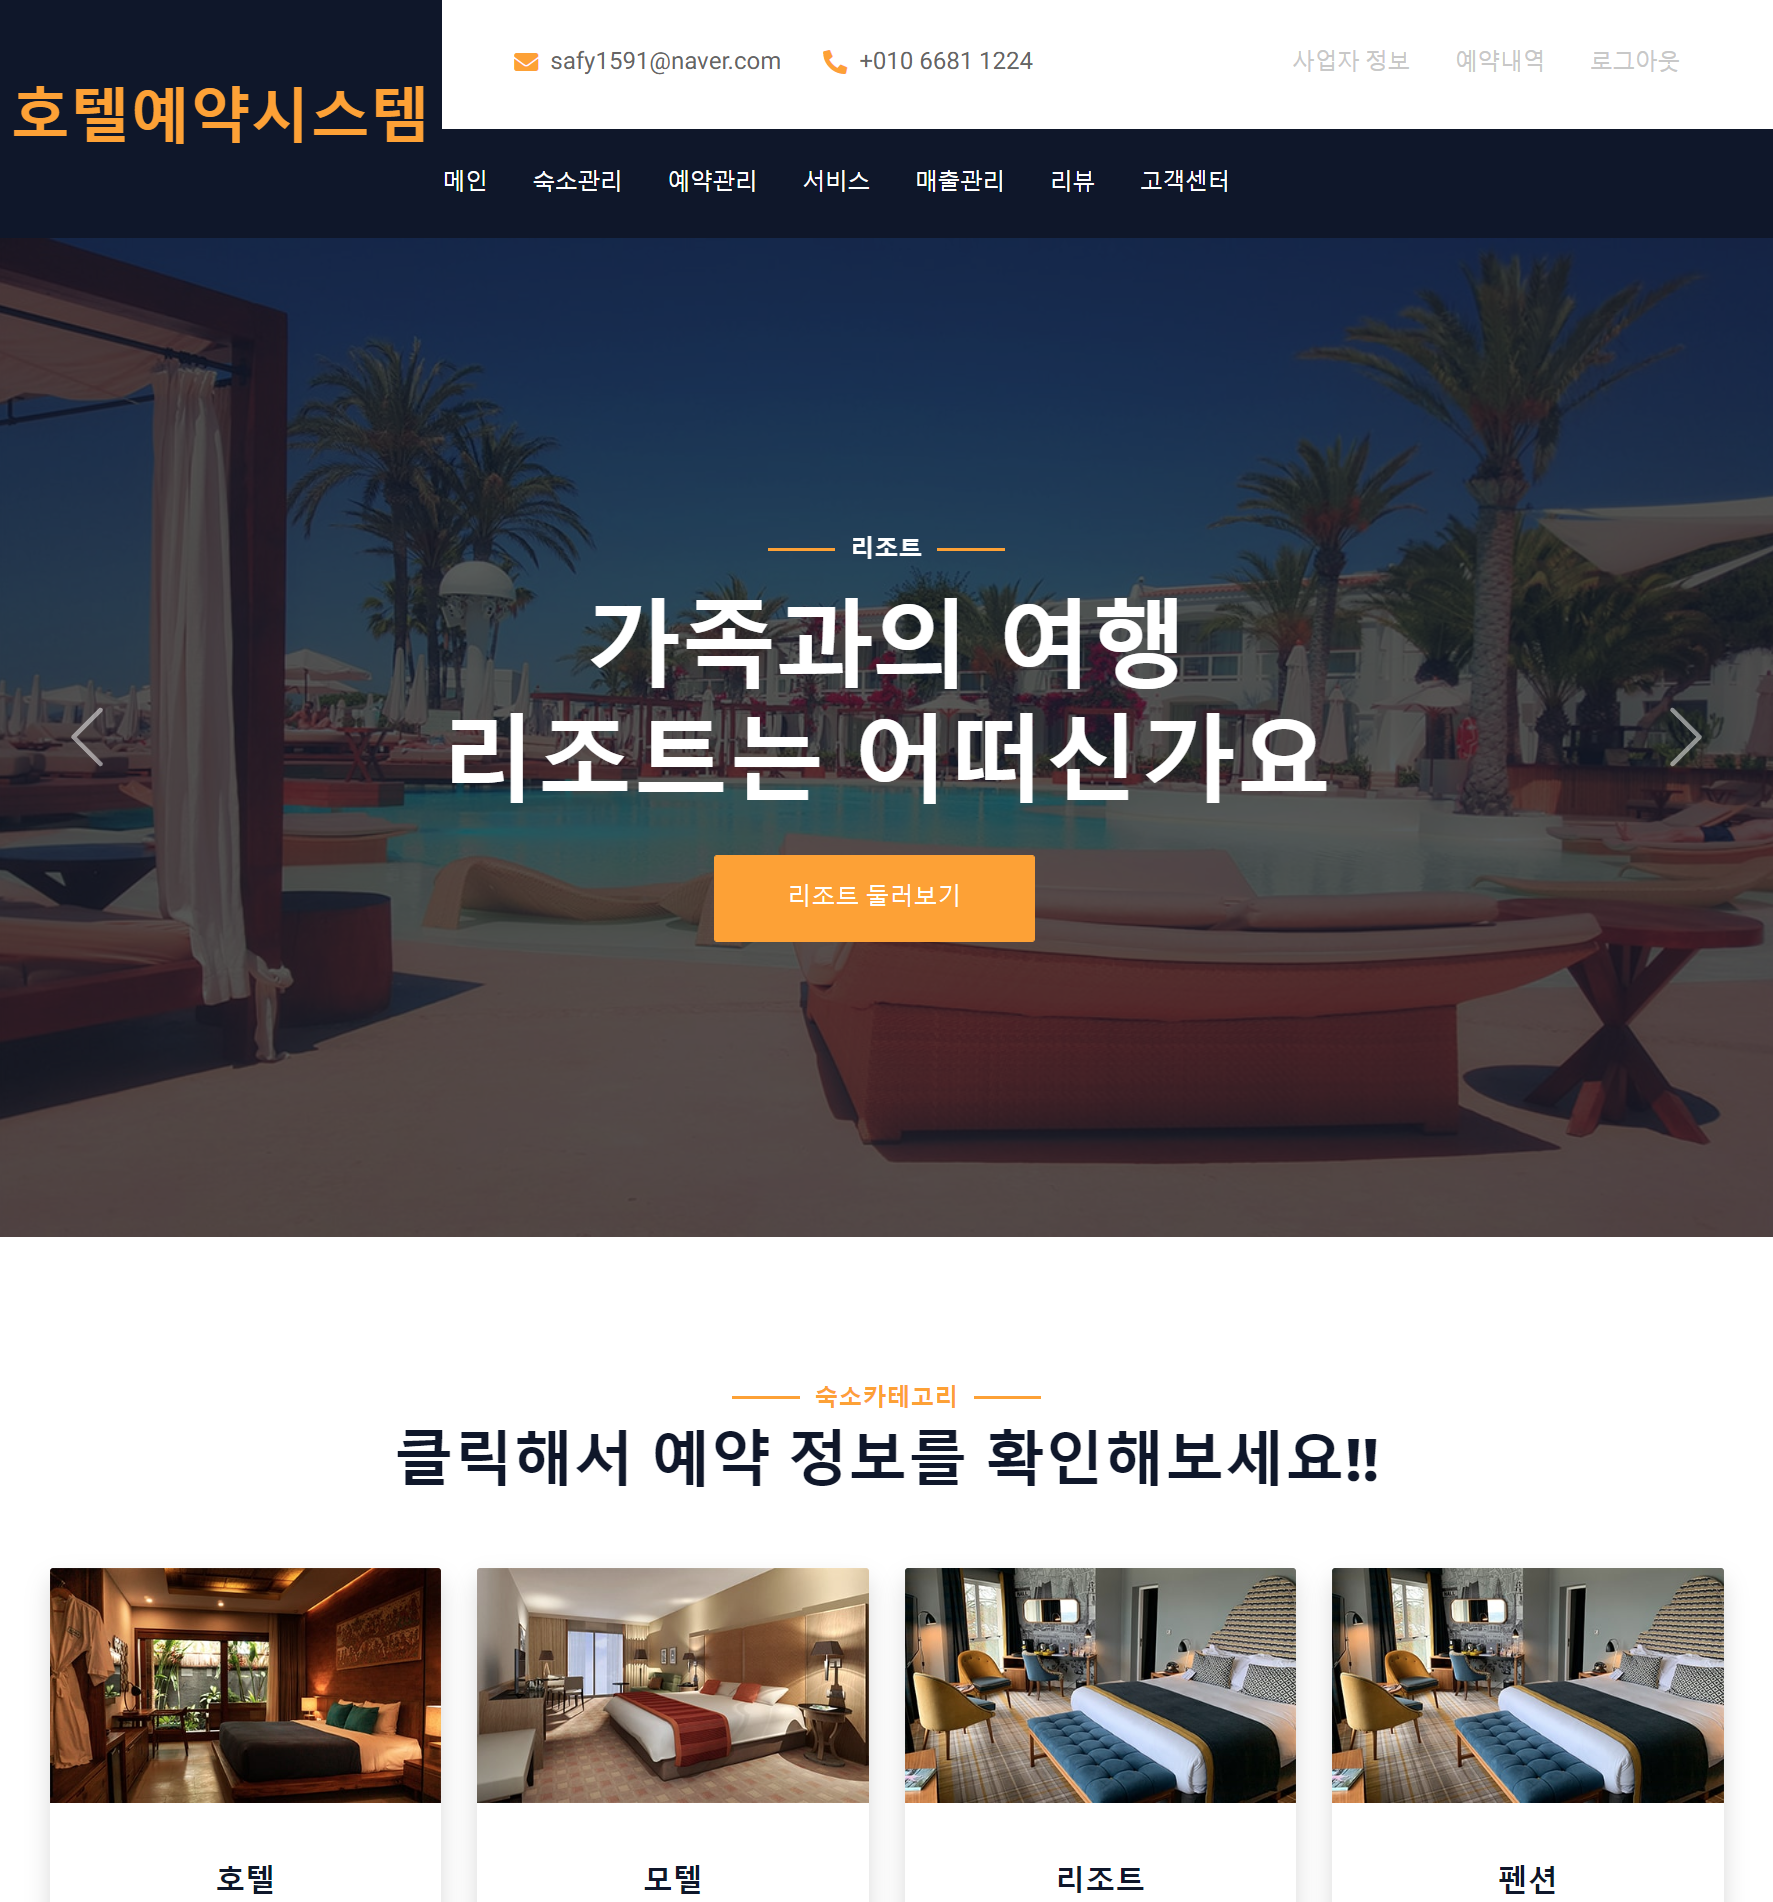 호텔예약시스템
safy1591@naver.com
+010 6681 1224
사업자 정보
예약내역
로그아웃
메인
숙소관리
예약관리
서비스
매출관리
리뷰
고객센터
리조트
가족과의 여행
리조트는 어떠신가요
리조트 둘러보기
숙소카테고리
클릭해서 예약 정보를 확인해보세요!!
호텔
모텔
리조트
펜션